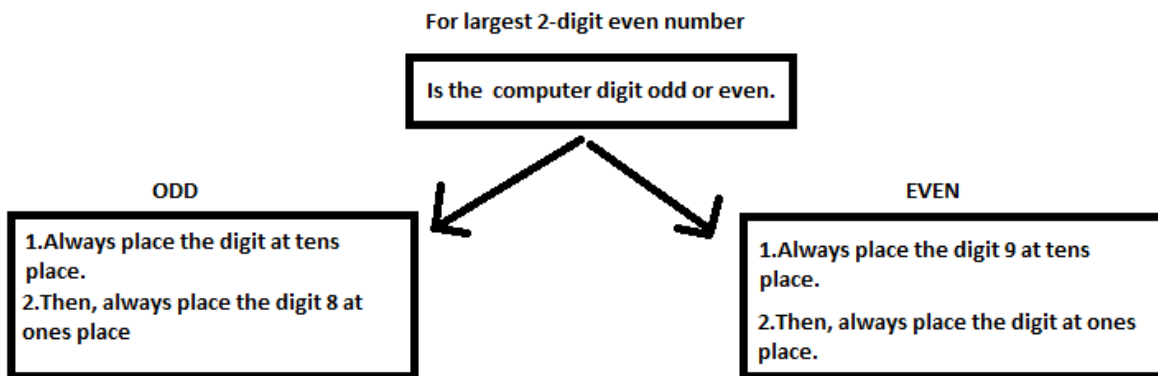 For largest 2-digit even number
Is the computer digit odd or even.
ODD
1.Always place the digit at tens
place.
2.Then, always place the digit 8 at
ones place
EVEN
1.Always place the digit 9 at tens
place.
2.Then, always place the digit at ones
place.